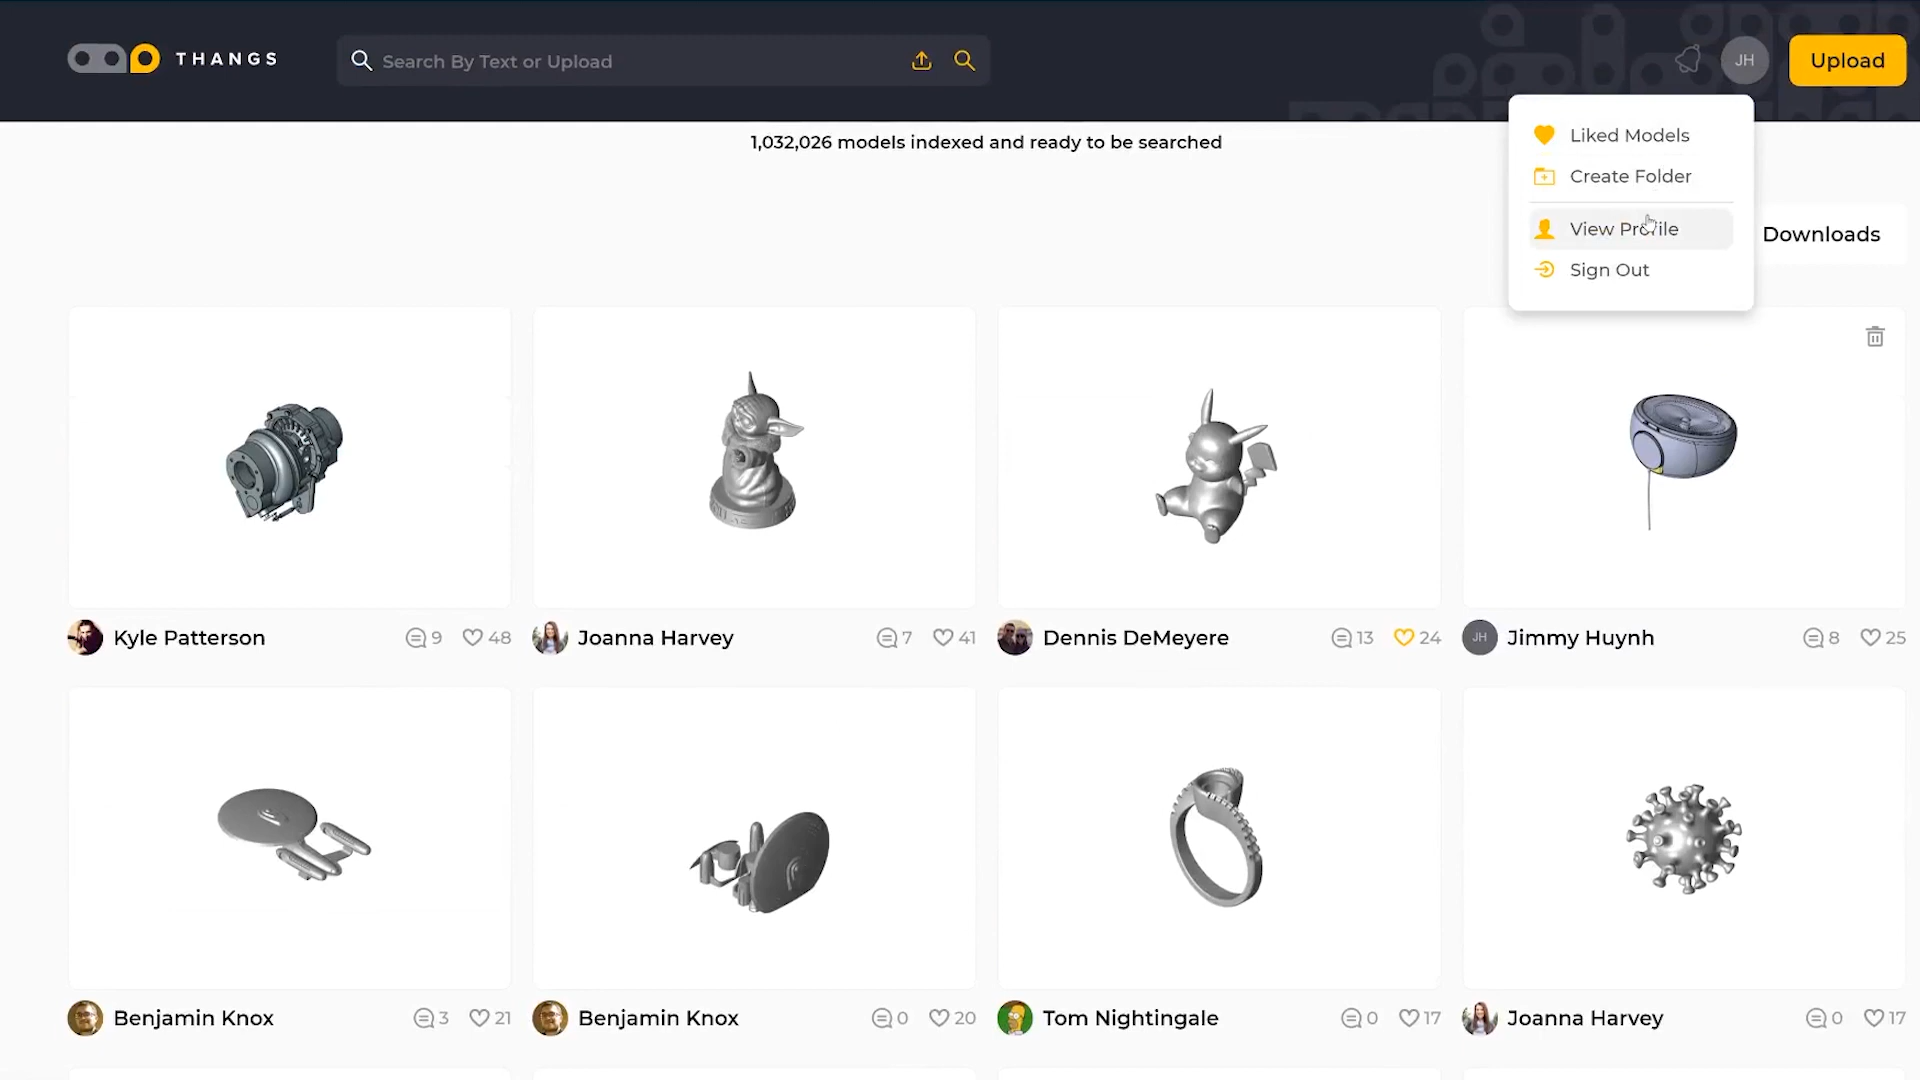 THANGS
Search By Text or Upload
JH
Upload
1,032,026 models indexed and ready to be searched
Liked Models
Create Folder
View Profile
Sign Out
Downloads
Kyle Patterson 9 48
Joanna Harvey 7 41
Dennis DeMeyere 13 24
JH Jimmy Huynh 8 25
Benjamin Knox 3 21
Benjamin Knox 0 20
Tom Nightingale 0 17
Joanna Harvey 0 17